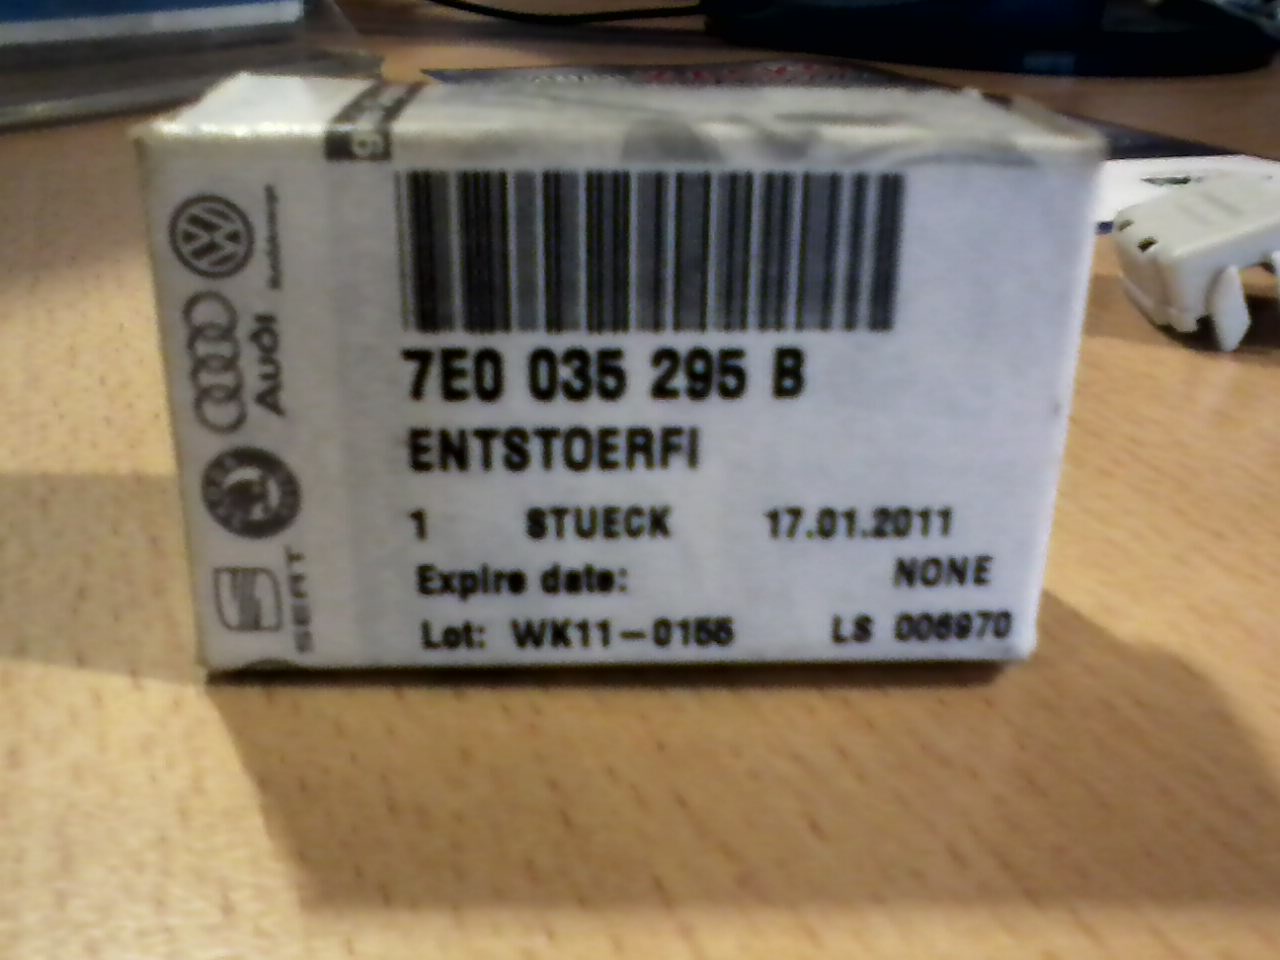 7E0 035 295 B
ENTSTOERFI
1 STUECK 17.01.2011
Expire date: NONE
Lot: WK11-0155 LS 006970
AUDI
SEAT